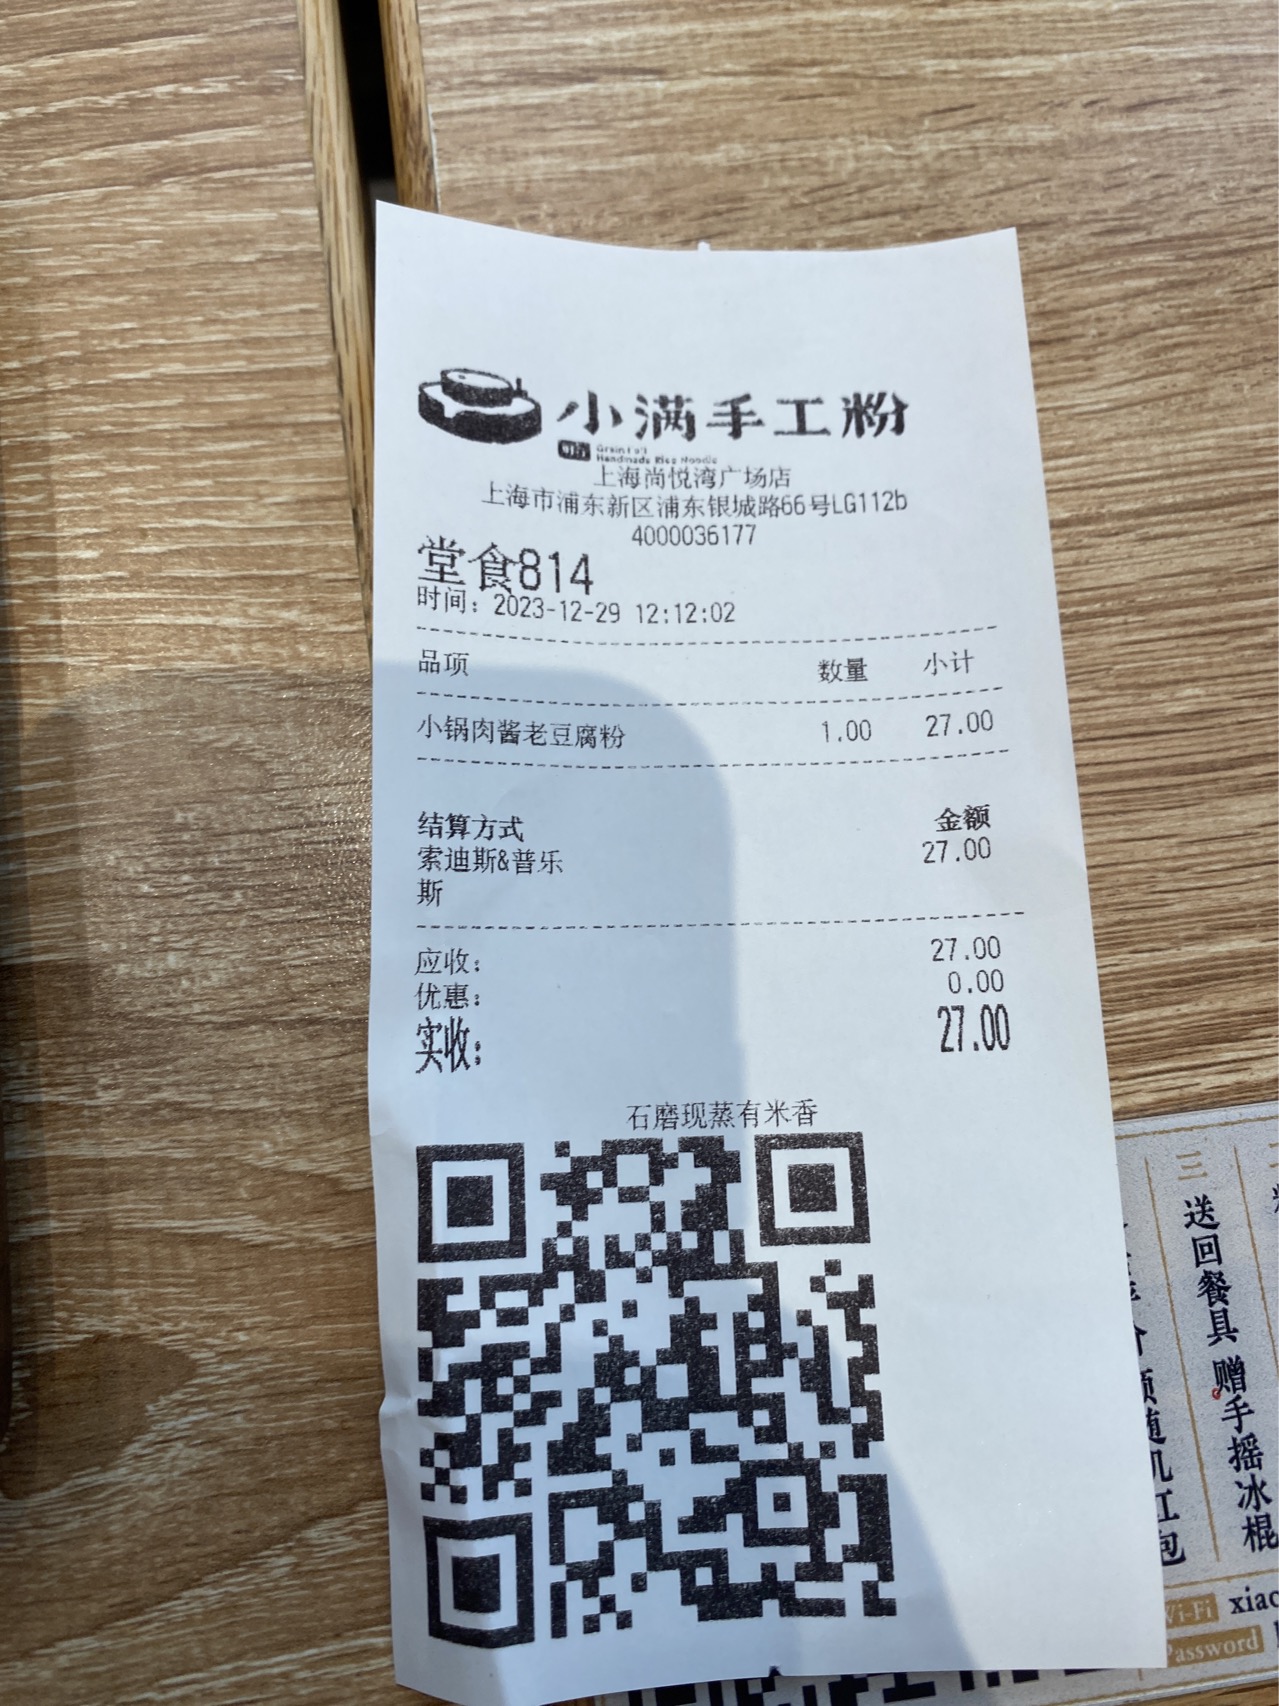 小满手工粉
Handmade Rice Noodle
上海尚悦湾广场店
上海市浦东新区浦东银城路66号LG112b
4000036177
堂食814
时间：2023-12-29 12:12:02
品项 数量 小计
小锅肉酱老豆腐粉 1.00 27.00
结算方式 金额
索迪斯&普乐 27.00
斯
应收： 27.00
优惠： 0.00
实收： 27.00
石磨现蒸有米香
三
送回餐具 赠手摇冰棍
随机红包
Wi-Fi xiao
Password